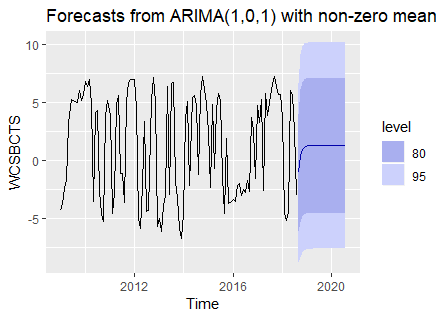 Forecasts from ARIMA(1,0,1) with non-zero mean
10
5
0
-5
WCSBCTS
2012
2016
2020
Time
level
80
95